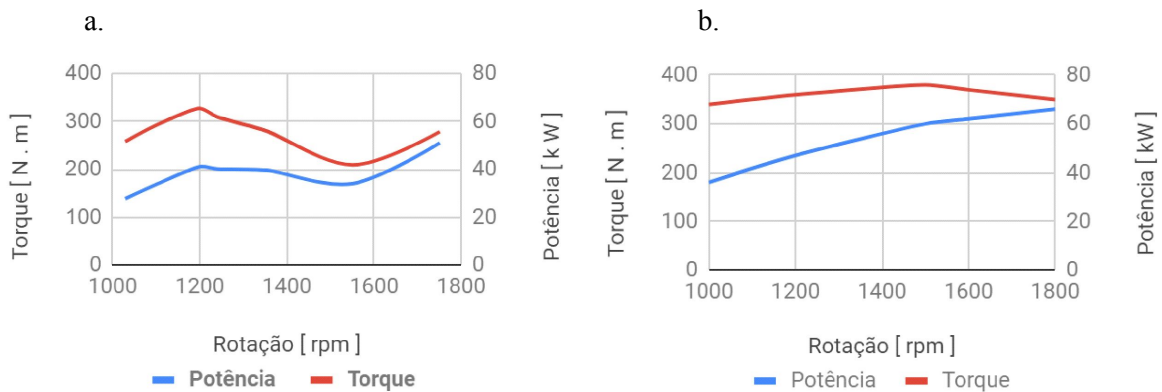 a.
400
300
200
100
0
Torque [ N . m ]
80
60
40
20
0
Potência [ k W ]
1000 1200 1400 1600 1800
Rotação [ rpm ]
Potência Torque
b.
400
300
200
100
0
Torque [ N . m ]
80
60
40
20
0
Potência [ kW ]
1000 1200 1400 1600 1800
Rotação [ rpm ]
Potência Torque